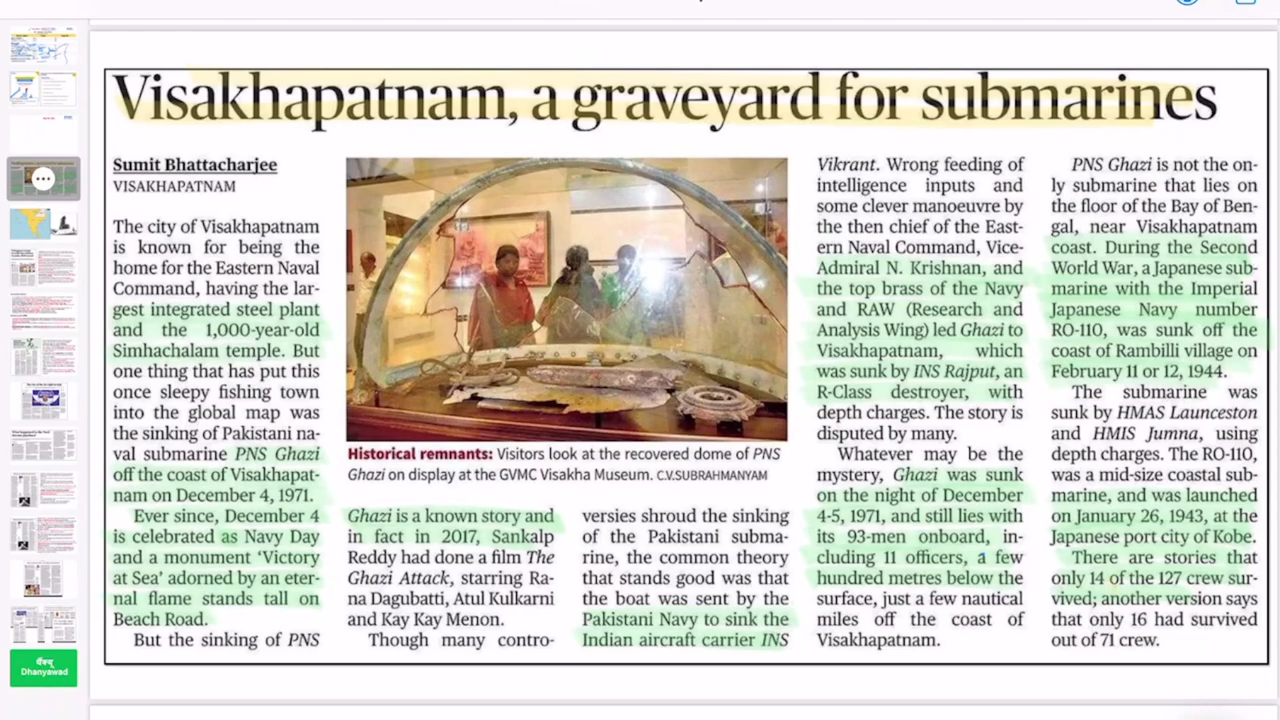 Visakhapatnam, a graveyard for submarines
Sumit Bhattacharjee
VISAKHAPATNAM
The city of Visakhapatnam
is known for being the
home for the Eastern Naval
Command, having the lar-
gest integrated steel plant
and the 1,000-year-old
Simhachalam temple. But
one thing that has put this
once sleepy fishing town
into the global map was
the sinking of Pakistani na-
val submarine PNS Ghazi
off the coast of Visakhapat-
nam on December 4, 1971.
Ever since, December 4
is celebrated as Navy Day
and a monument ‘Victory
at Sea’ adorned by an eter-
nal flame stands tall on
Beach Road.
But the sinking of PNS
Historical remnants: Visitors look at the recovered dome of PNS
Ghazi on display at the GVMC Visakha Museum. C.V.SUBRAHMANYAM
Ghazi is a known story and
in fact in 2017, Sankalp
Reddy had done a film The
Ghazi Attack, starring Ra-
na Dagubatti, Atul Kulkarni
and Kay Kay Menon.
Though many contro-
versies shroud the sinking
of the Pakistani subma-
rine, the common theory
that stands good was that
the boat was sent by the
Pakistani Navy to sink the
Indian aircraft carrier INS
Vikrant. Wrong feeding of
intelligence inputs and
some clever manoeuvre by
the then chief of the East-
ern Naval Command, Vice-
Admiral N. Krishnan, and
the top brass of the Navy
and RAW (Research and
Analysis Wing) led Ghazi to
Visakhapatnam, which
was sunk by INS Rajput, an
R-Class destroyer, with
depth charges. The story is
disputed by many.
Whatever may be the
mystery, Ghazi was sunk
on the night of December
4-5, 1971, and still lies with
its 93-men onboard, in-
cluding 11 officers, a few
hundred metres below the
surface, just a few nautical
miles off the coast of
Visakhapatnam.
PNS Ghazi is not the on-
ly submarine that lies on
the floor of the Bay of Ben-
gal, near Visakhapatnam
coast. During the Second
World War, a Japanese sub-
marine with the Imperial
Japanese Navy number
RO-110, was sunk off the
coast of Rambilli village on
February 11 or 12, 1944.
The submarine was
sunk by HMAS Launceston
and HMIS Jumna, using
depth charges. The RO-110,
was a mid-size coastal sub-
marine, and was launched
on January 26, 1943, at the
Japanese port city of Kobe.
There are stories that
only 14 of the 127 crew sur-
vived; another version says
that only 16 had survived
out of 71 crew.
Dhanyawad